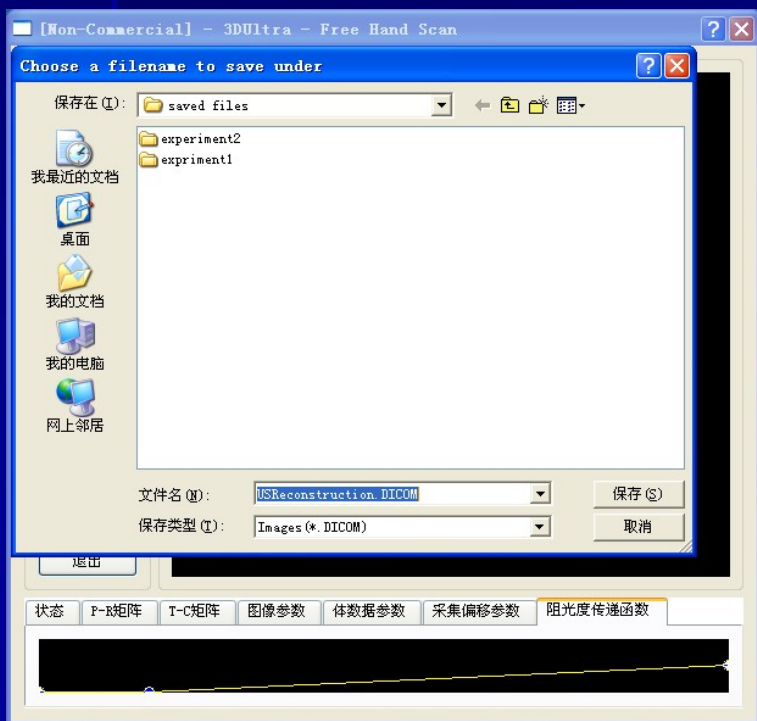 [Non-Commercial] - 3DUltra - Free Hand Scan
Choose a filename to save under
保存在(I):
saved files
experiment2
expriment1
我最近的文档
桌面
我的文档
我的电脑
网上邻居
文件名(N):
USReconstruction.DICOM
保存(S)
保存类型(T):
Images(*.DICOM)
取消
退出
状态
P-R矩阵
T-C矩阵
图像参数
体数据参数
采集偏移参数
阻光度传递函数